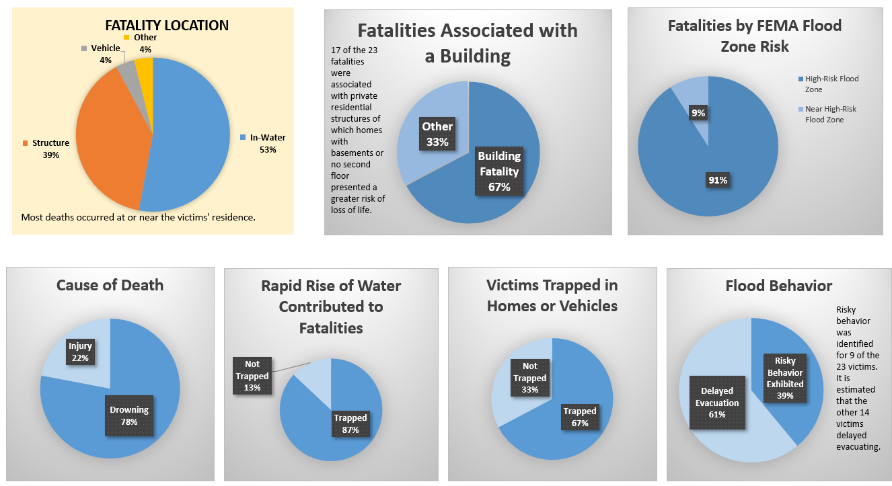 FATALITY LOCATION
Other
4%
Vehicle
4%
Structure
39%
In-Water
53%
Most deaths occurred at or near the victims' residence.
Fatalities Associated with
a Building
17 of the 23
fatalities
were
associated
with private
residential
structures of
which homes
with
basements or
no second
floor
presented a
greater risk of
loss of life.
Other
33%
Building
Fatality
67%
Fatalities by FEMA Flood
Zone Risk
9%
91%
High-Risk Flood
Zone
Near High-Risk
Flood Zone
Cause of Death
Injury
22%
Drowning
78%
Rapid Rise of Water
Contributed to
Fatalities
Not
Trapped
13%
Trapped
87%
Victims Trapped in
Homes or Vehicles
Not
Trapped
33%
Trapped
67%
Flood Behavior
Delayed
Evacuation
61%
Risky
Behavior
Exhibited
39%
Risky
behavior
was
identified
for 9 of the
23 victims.
It is
estimated
that the
other 14
victims
delayed
evacuating.